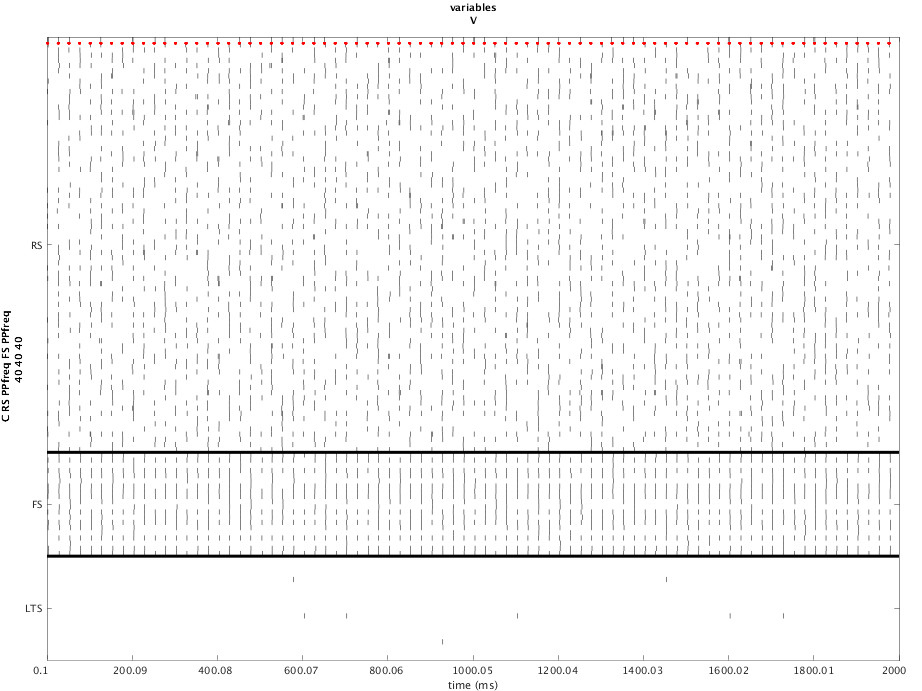 variables
V
C RS PPfreq FS PPfreq
40 40 40
RS
FS
LTS
0.1 200.09 400.08 600.07 800.06 1000.05 1200.04 1400.03 1600.02 1800.01 2000
time (ms)